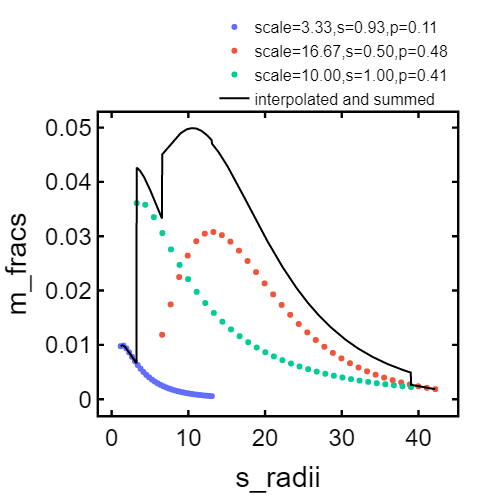 scale=3.33,s=0.93,p=0.11
scale=16.67,s=0.50,p=0.48
scale=10.00,s=1.00,p=0.41
interpolated and summed
0.05
0.04
0.03
0.02
0.01
0
m_fracs
0 10 20 30 40
s_radii